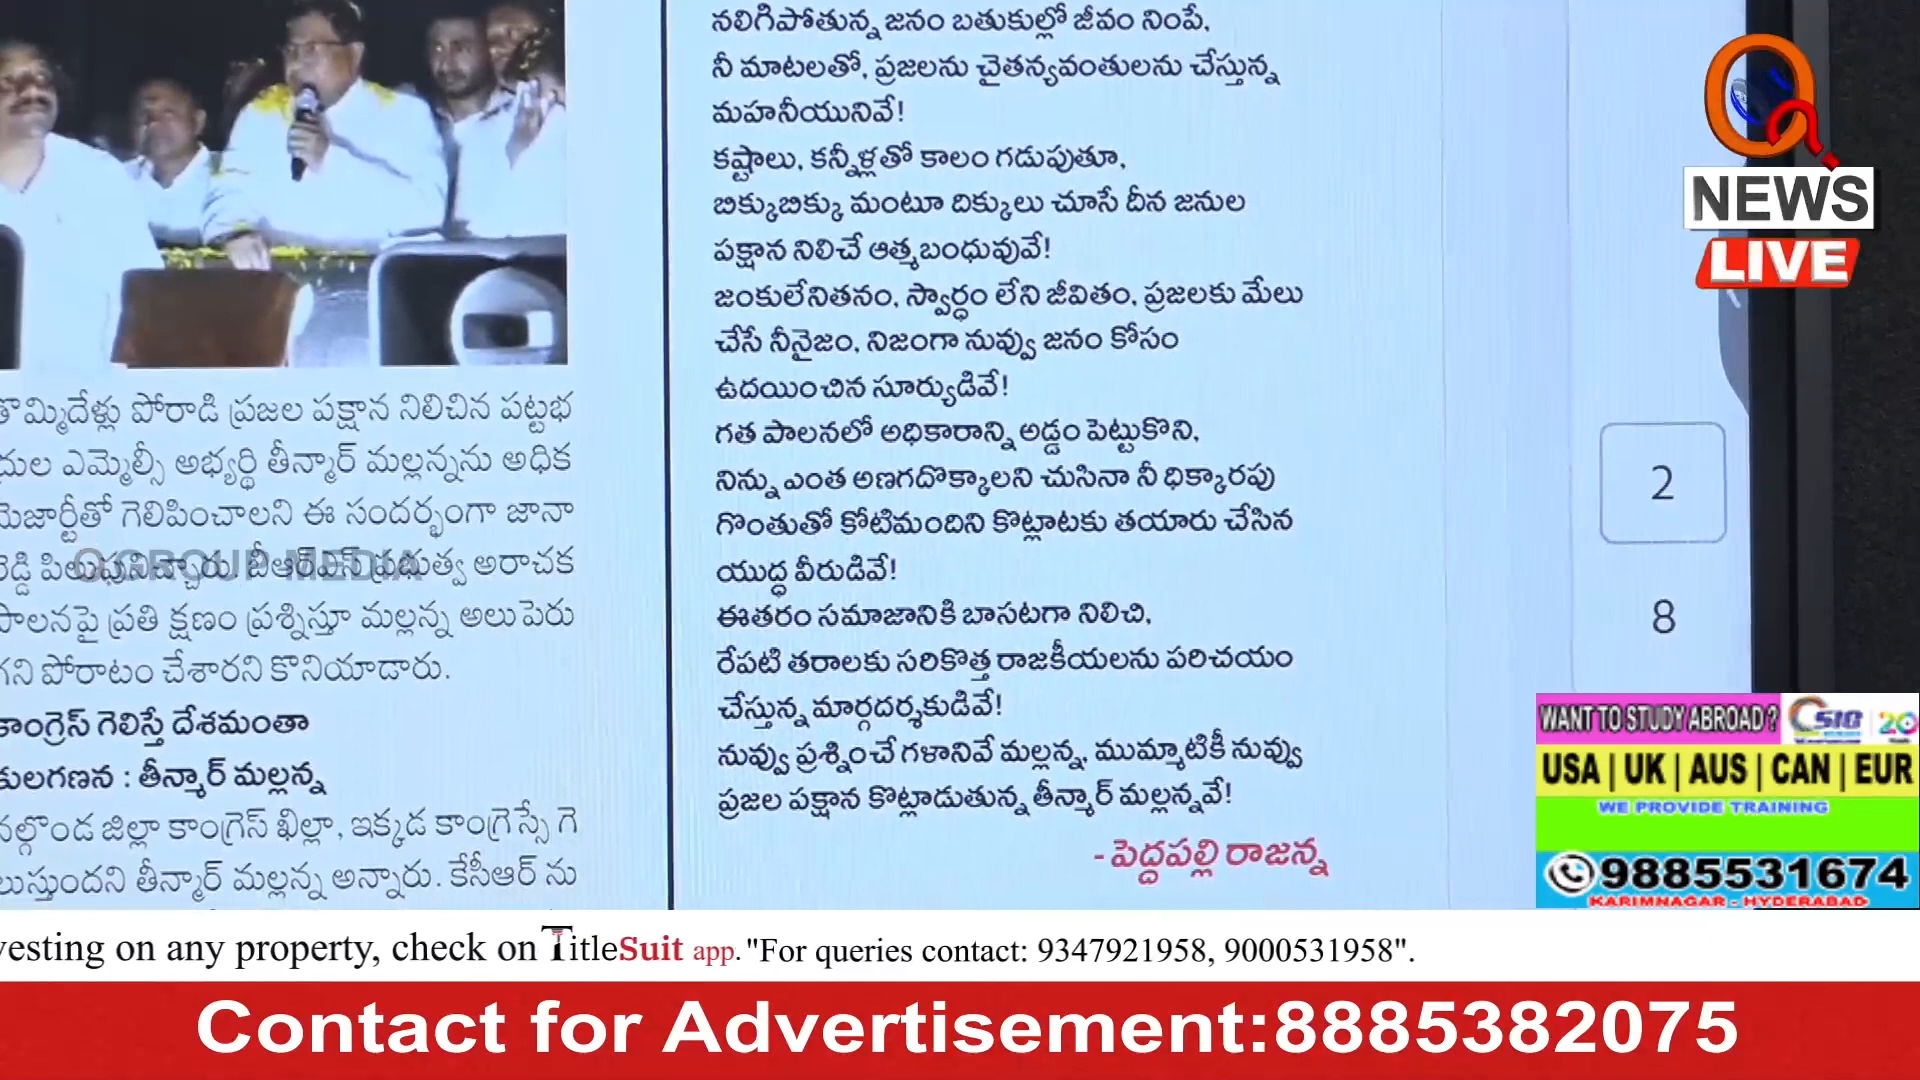 నలిగిపోతున్న జనం బతుకుల్లో జీవం నింపే,
నీ మాటలతో, ప్రజలను చైతన్యవంతులను చేస్తున్న
మహనీయునివే!
కష్టాలు, కన్నీళ్లతో కాలం గడుపుతూ,
బిక్కుబిక్కు మంటూ దిక్కులు చూసే దీన జనుల
పక్షాన నిలిచే ఆత్మబంధువువే!
జంకులేనితనం, స్వార్థం లేని జీవితం, ప్రజలకు మేలు
చేసే నీనైజం, నిజంగా నువ్వు జనం కోసం
ఉదయించిన సూర్యుడివే!
గత పాలనలో అధికారాన్ని అడ్డం పెట్టుకొని,
నిన్ను ఎంత అణగదొక్కాలని చుసినా నీ ధిక్కారపు
గొంతుతో కోటిమందిని కొట్లాటకు తయారు చేసిన
యుద్ధ వీరుడివే!
ఈతరం సమాజానికి బాసటగా నిలిచి,
రేపటి తరాలకు సరికొత్త రాజకీయలను పరిచయం
చేస్తున్న మార్గదర్శకుడివే!
నువ్వు ప్రశ్నించే గళానివే మల్లన్న, ముమ్మాటికీ నువ్వు
ప్రజల పక్షాన కొట్లాడుతున్న తీన్మార్ మల్లన్నవే!
- పెద్దపల్లి రాజన్న
తొమ్మిదేళ్లు పోరాడి ప్రజల పక్షాన నిలిచిన పట్టభ
ద్రుల ఎమ్మెల్సీ అభ్యర్థి తీన్మార్ మల్లన్నను అధిక
మెజార్టీతో గెలిపించాలని ఈ సందర్భంగా జానా
రెడ్డి పిలుపునిచ్చారు. బీఆర్ఎస్ ప్రభుత్వ అరాచక
పాలనపై ప్రతి క్షణం ప్రశ్నిస్తూ మల్లన్న అలుపెరు
గని పోరాటం చేశారని కొనియాడారు.
కాంగ్రెస్ గెలిస్తే దేశమంతా
కులగణన : తీన్మార్ మల్లన్న
నల్గొండ జిల్లా కాంగ్రెస్ ఖిల్లా, ఇక్కడ కాంగ్రెస్సే గె
లుస్తుందని తీన్మార్ మల్లన్న అన్నారు. కేసీఆర్ ను
Q GROUP MEDIA
2
8
Q
NEWS
LIVE
WANT TO STUDY ABROAD ?
USA | UK | AUS | CAN | EUR
WE PROVIDE TRAINING
9885531674
KARIMNAGAR - HYDERABAD
vesting on any property, check on TitleSuit app. "For queries contact: 9347921958, 9000531958".
Contact for Advertisement:8885382075